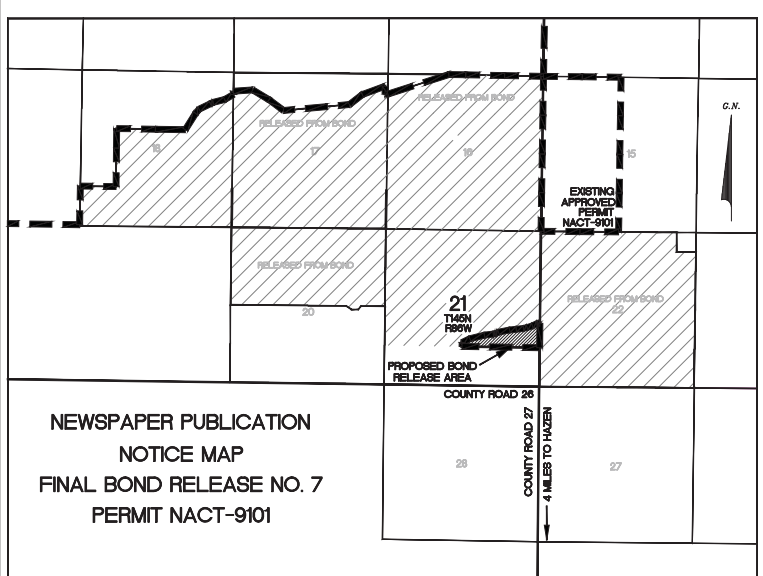 G.N.
RELEASED FROM BOND
RELEASED FROM BOND
18
17
16
15
EXISTING
APPROVED
PERMIT
NACT-9101
RELEASED FROM BOND
RELEASED FROM BOND
20
21
T145N
R86W
22
PROPOSED BOND
RELEASE AREA
COUNTY ROAD 26
COUNTY ROAD 27
4 MILES TO HAZEN
28
27
NEWSPAPER PUBLICATION
NOTICE MAP
FINAL BOND RELEASE NO. 7
PERMIT NACT-9101